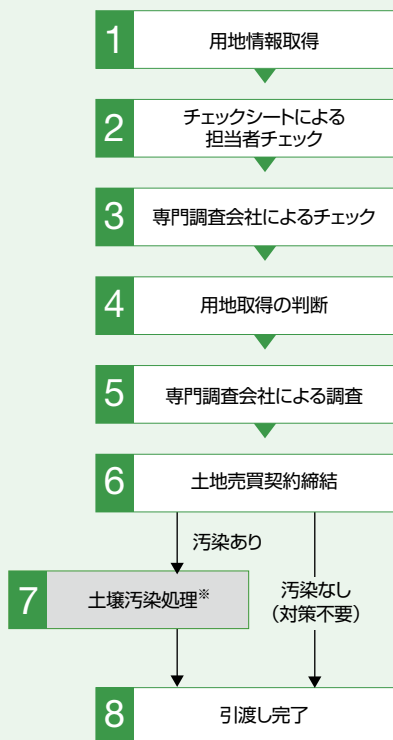 1 用地情報取得
2 チェックシートによる
担当者チェック
3 専門調査会社によるチェック
4 用地取得の判断
5 専門調査会社による調査
6 土地売買契約締結
汚染あり
7 土壌汚染処理※
汚染なし
(対策不要)
8 引渡し完了